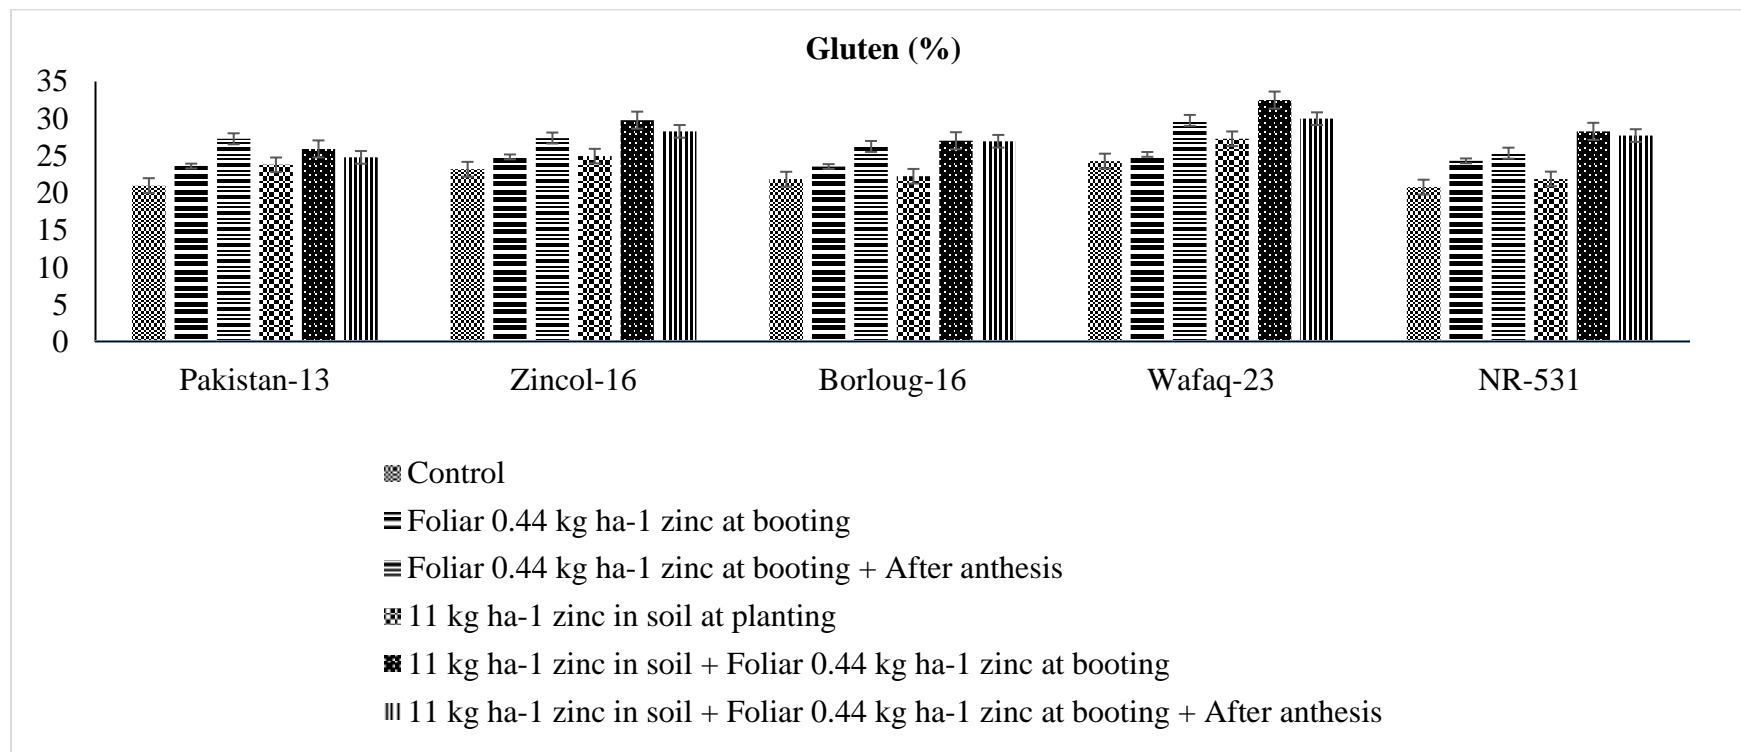 Gluten (%)
35
30
25
20
15
10
5
0
Pakistan-13 Zincol-16 Borloug-16 Wafaq-23 NR-531
Control
Foliar 0.44 kg ha-1 zinc at booting
Foliar 0.44 kg ha-1 zinc at booting + After anthesis
11 kg ha-1 zinc in soil at planting
11 kg ha-1 zinc in soil + Foliar 0.44 kg ha-1 zinc at booting
11 kg ha-1 zinc in soil + Foliar 0.44 kg ha-1 zinc at booting + After anthesis